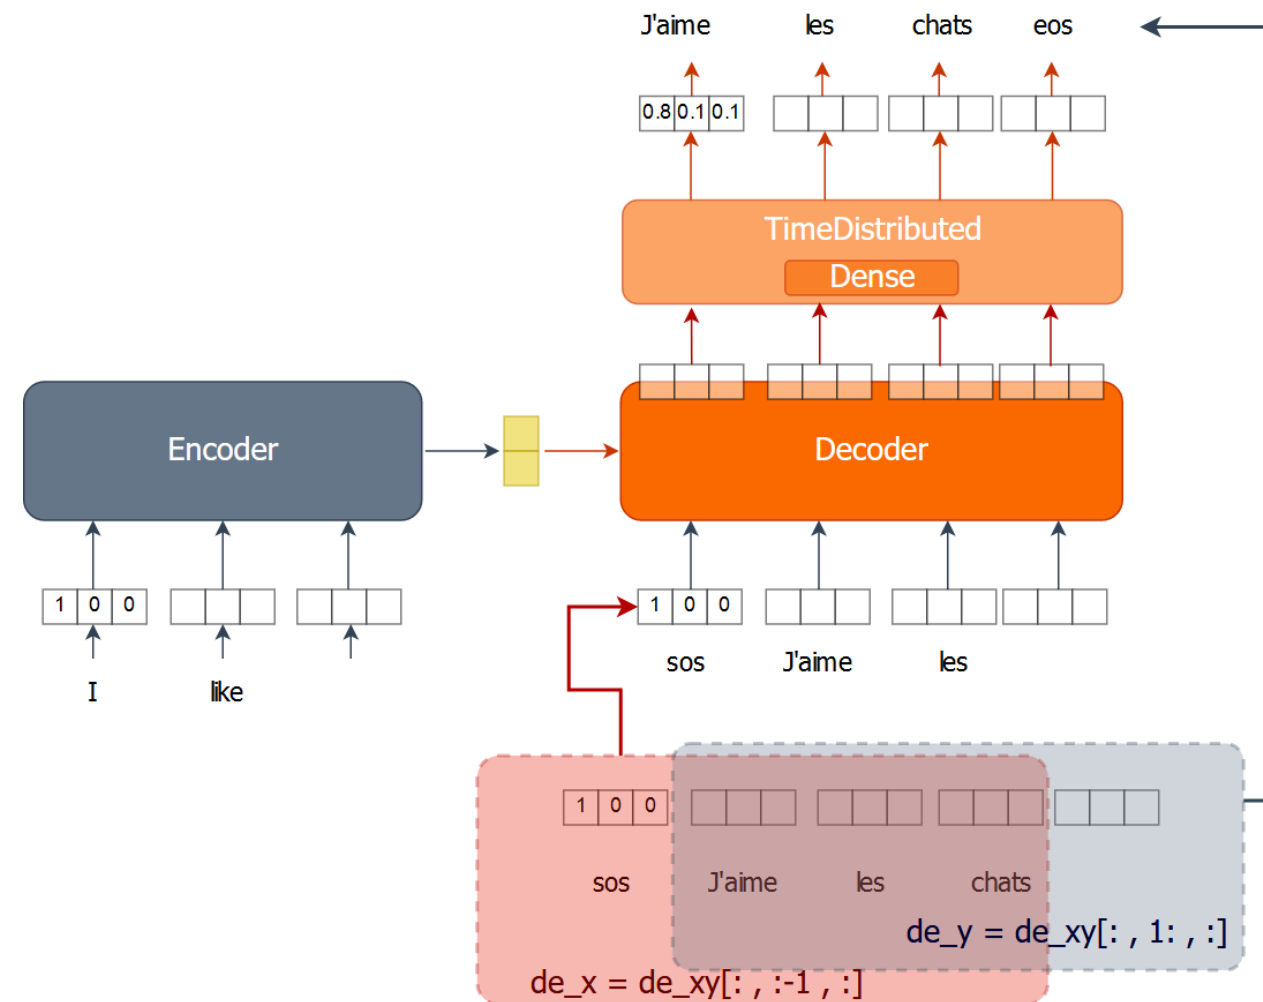 J'aime les chats eos
0.8 0.1 0.1
TimeDistributed
Dense
Encoder
Decoder
1 0 0
1 0 0
sos J'aime les
I like
1 0 0
sos J'aime les chats
de_y = de_xy[: , 1: , :]
de_x = de_xy[: , :-1 , :]